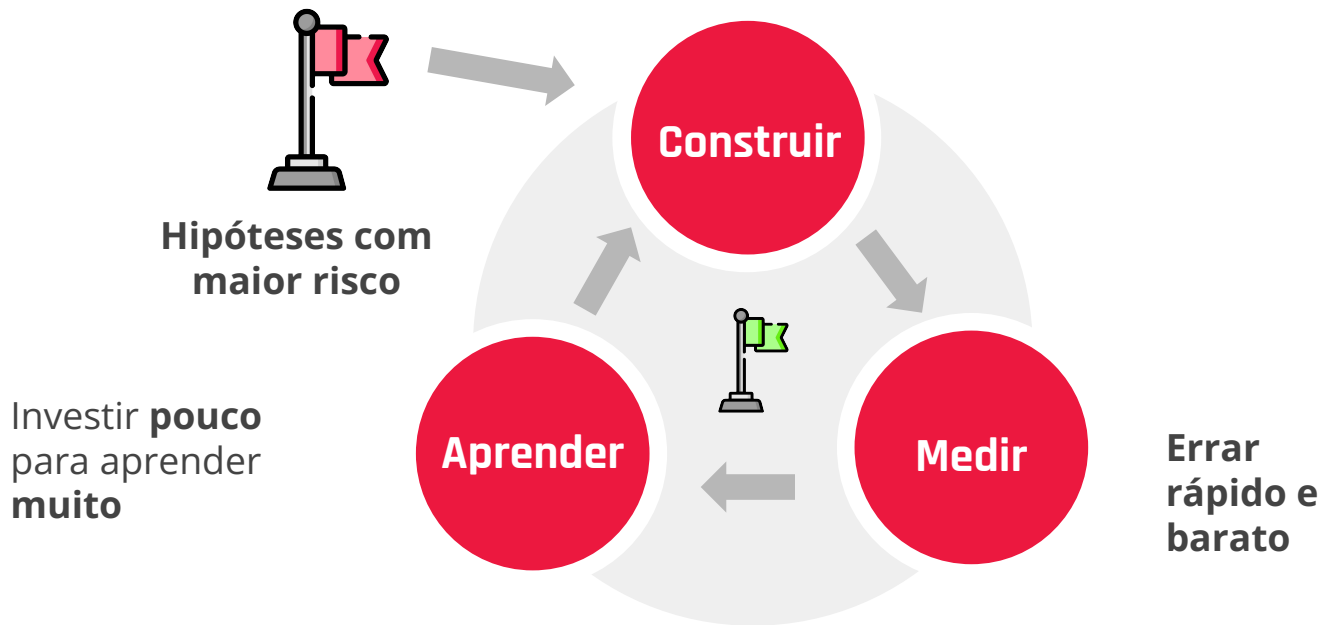 Construir
Hipóteses com
maior risco
Investir pouco
para aprender
muito
Aprender
Medir
Errar
rápido e
barato